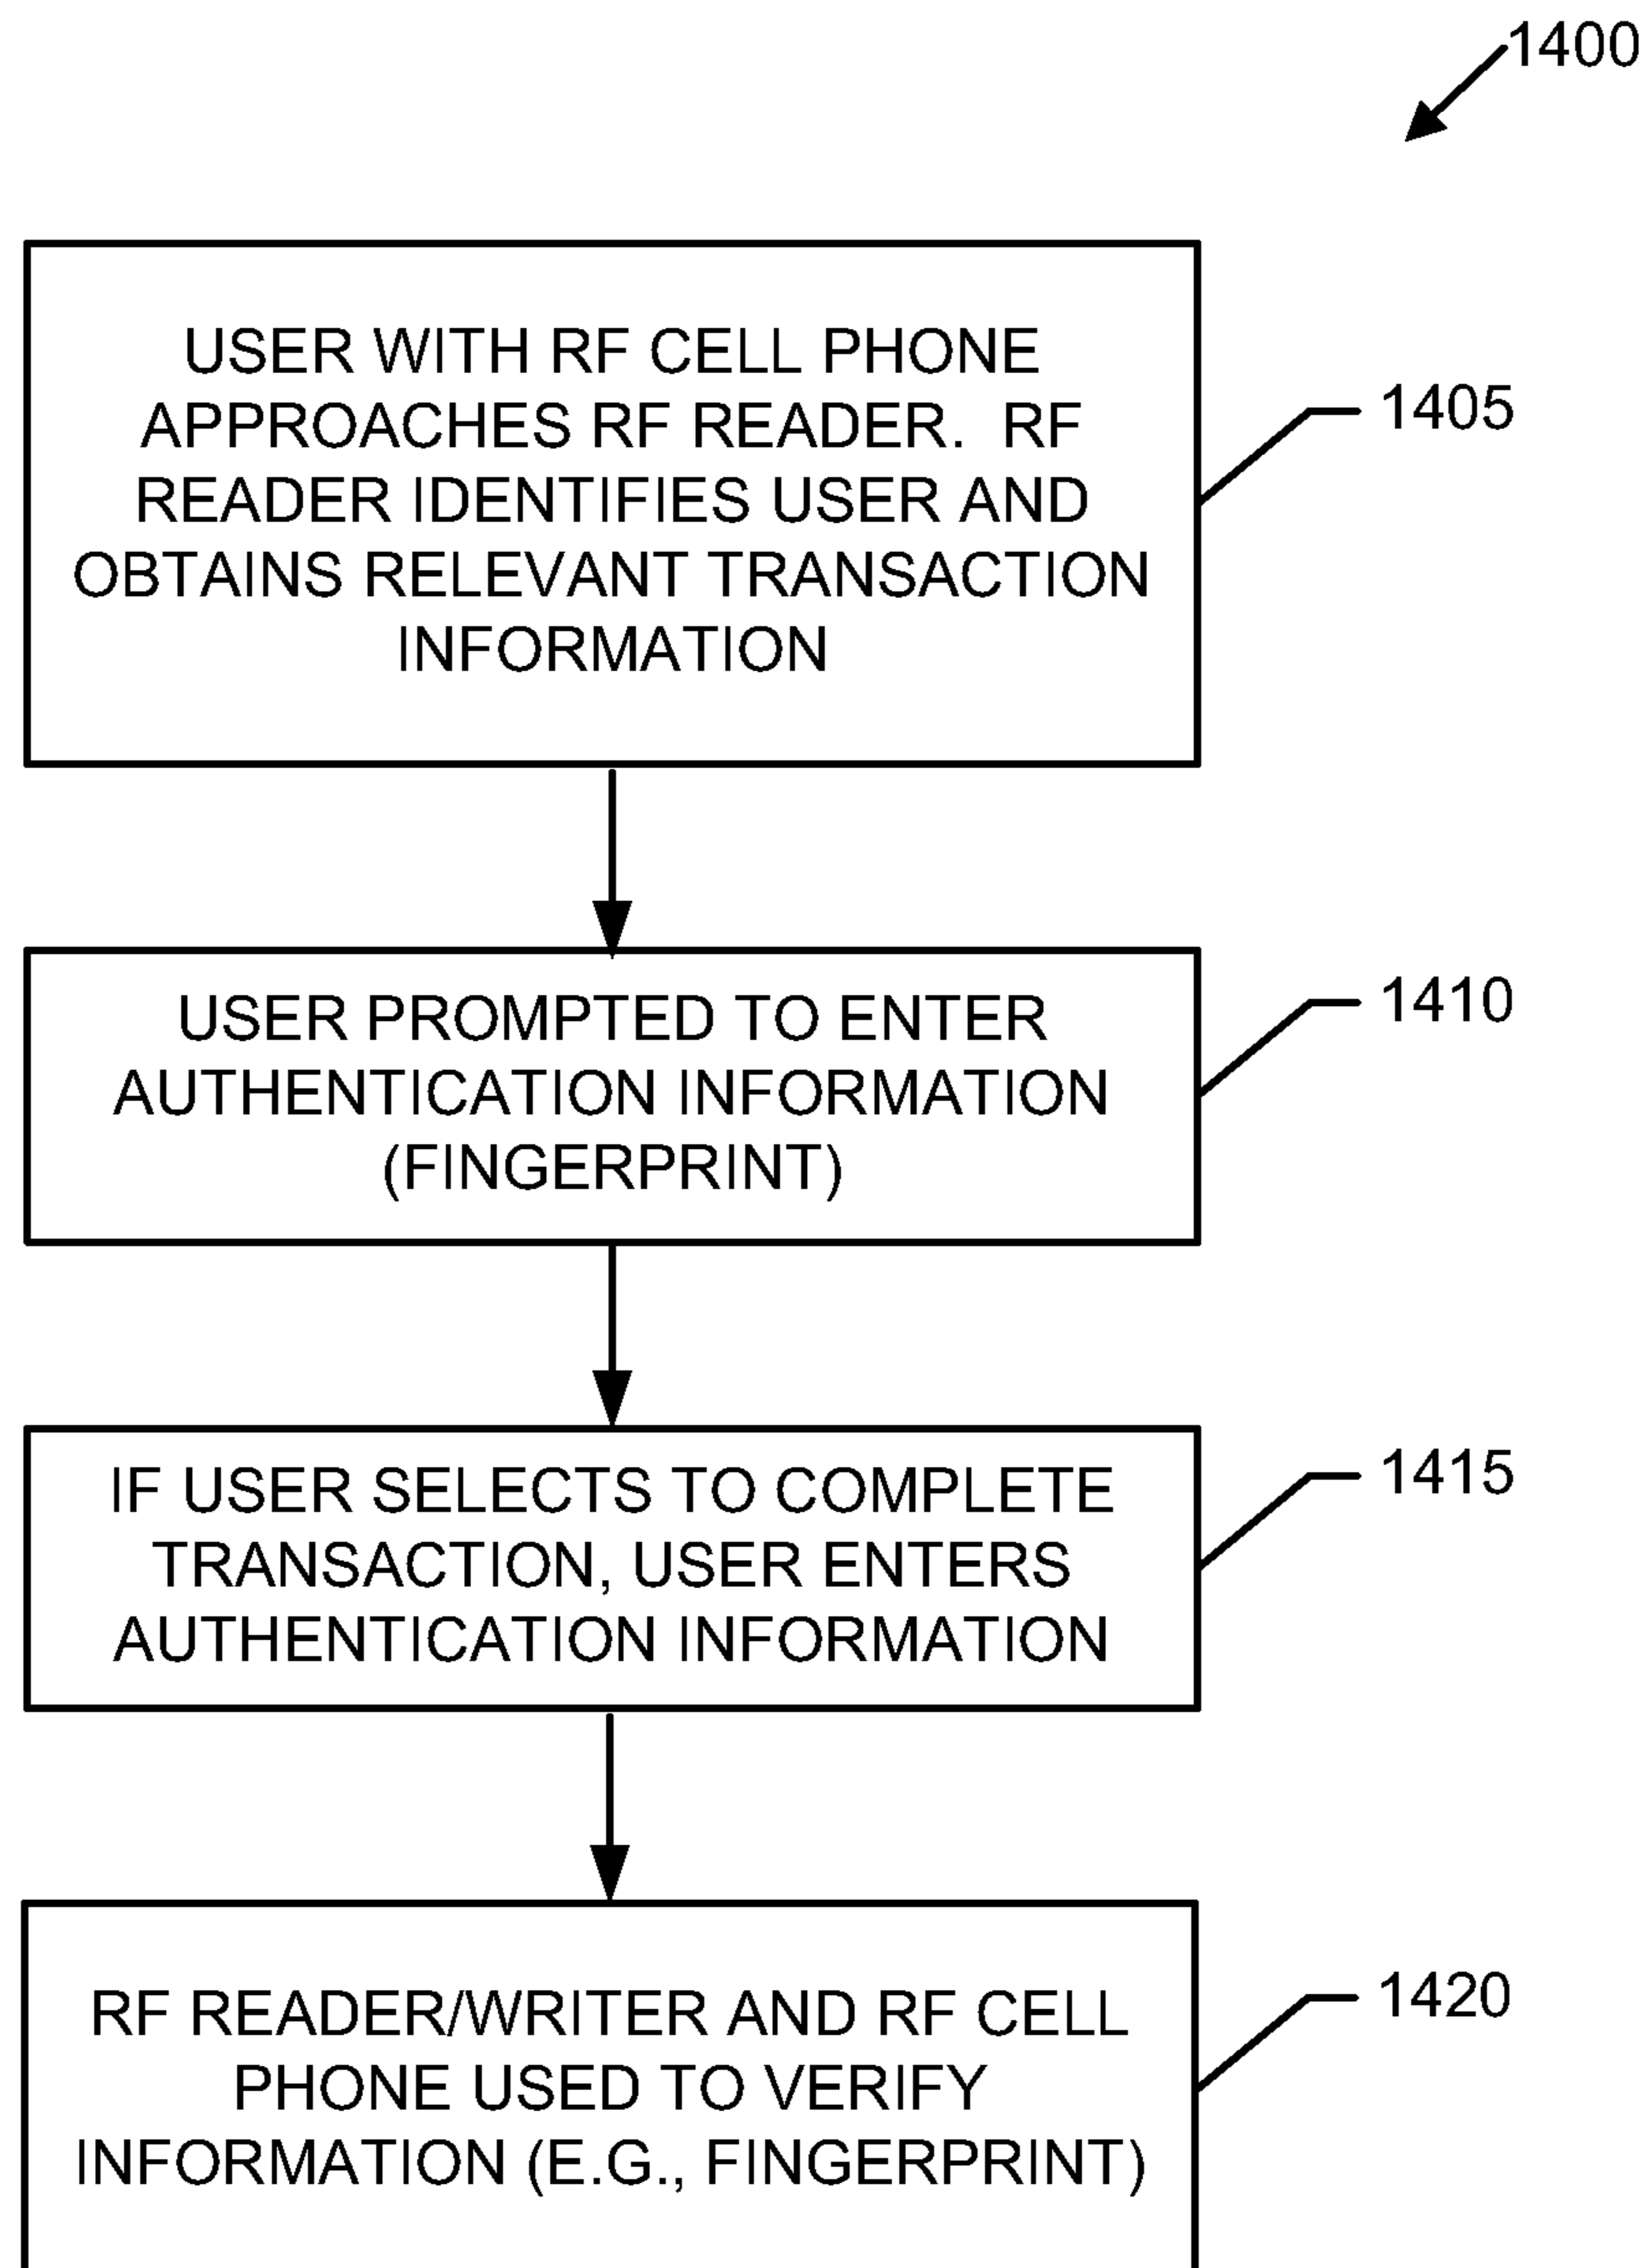 1400
USER WITH RF CELL PHONE
APPROACHES RF READER. RF
READER IDENTIFIES USER AND
OBTAINS RELEVANT TRANSACTION
INFORMATION
1405
USER PROMPTED TO ENTER
AUTHENTICATION INFORMATION
(FINGERPRINT)
1410
IF USER SELECTS TO COMPLETE
TRANSACTION, USER ENTERS
AUTHENTICATION INFORMATION
1415
RF READER/WRITER AND RF CELL
PHONE USED TO VERIFY
INFORMATION (E.G., FINGERPRINT)
1420